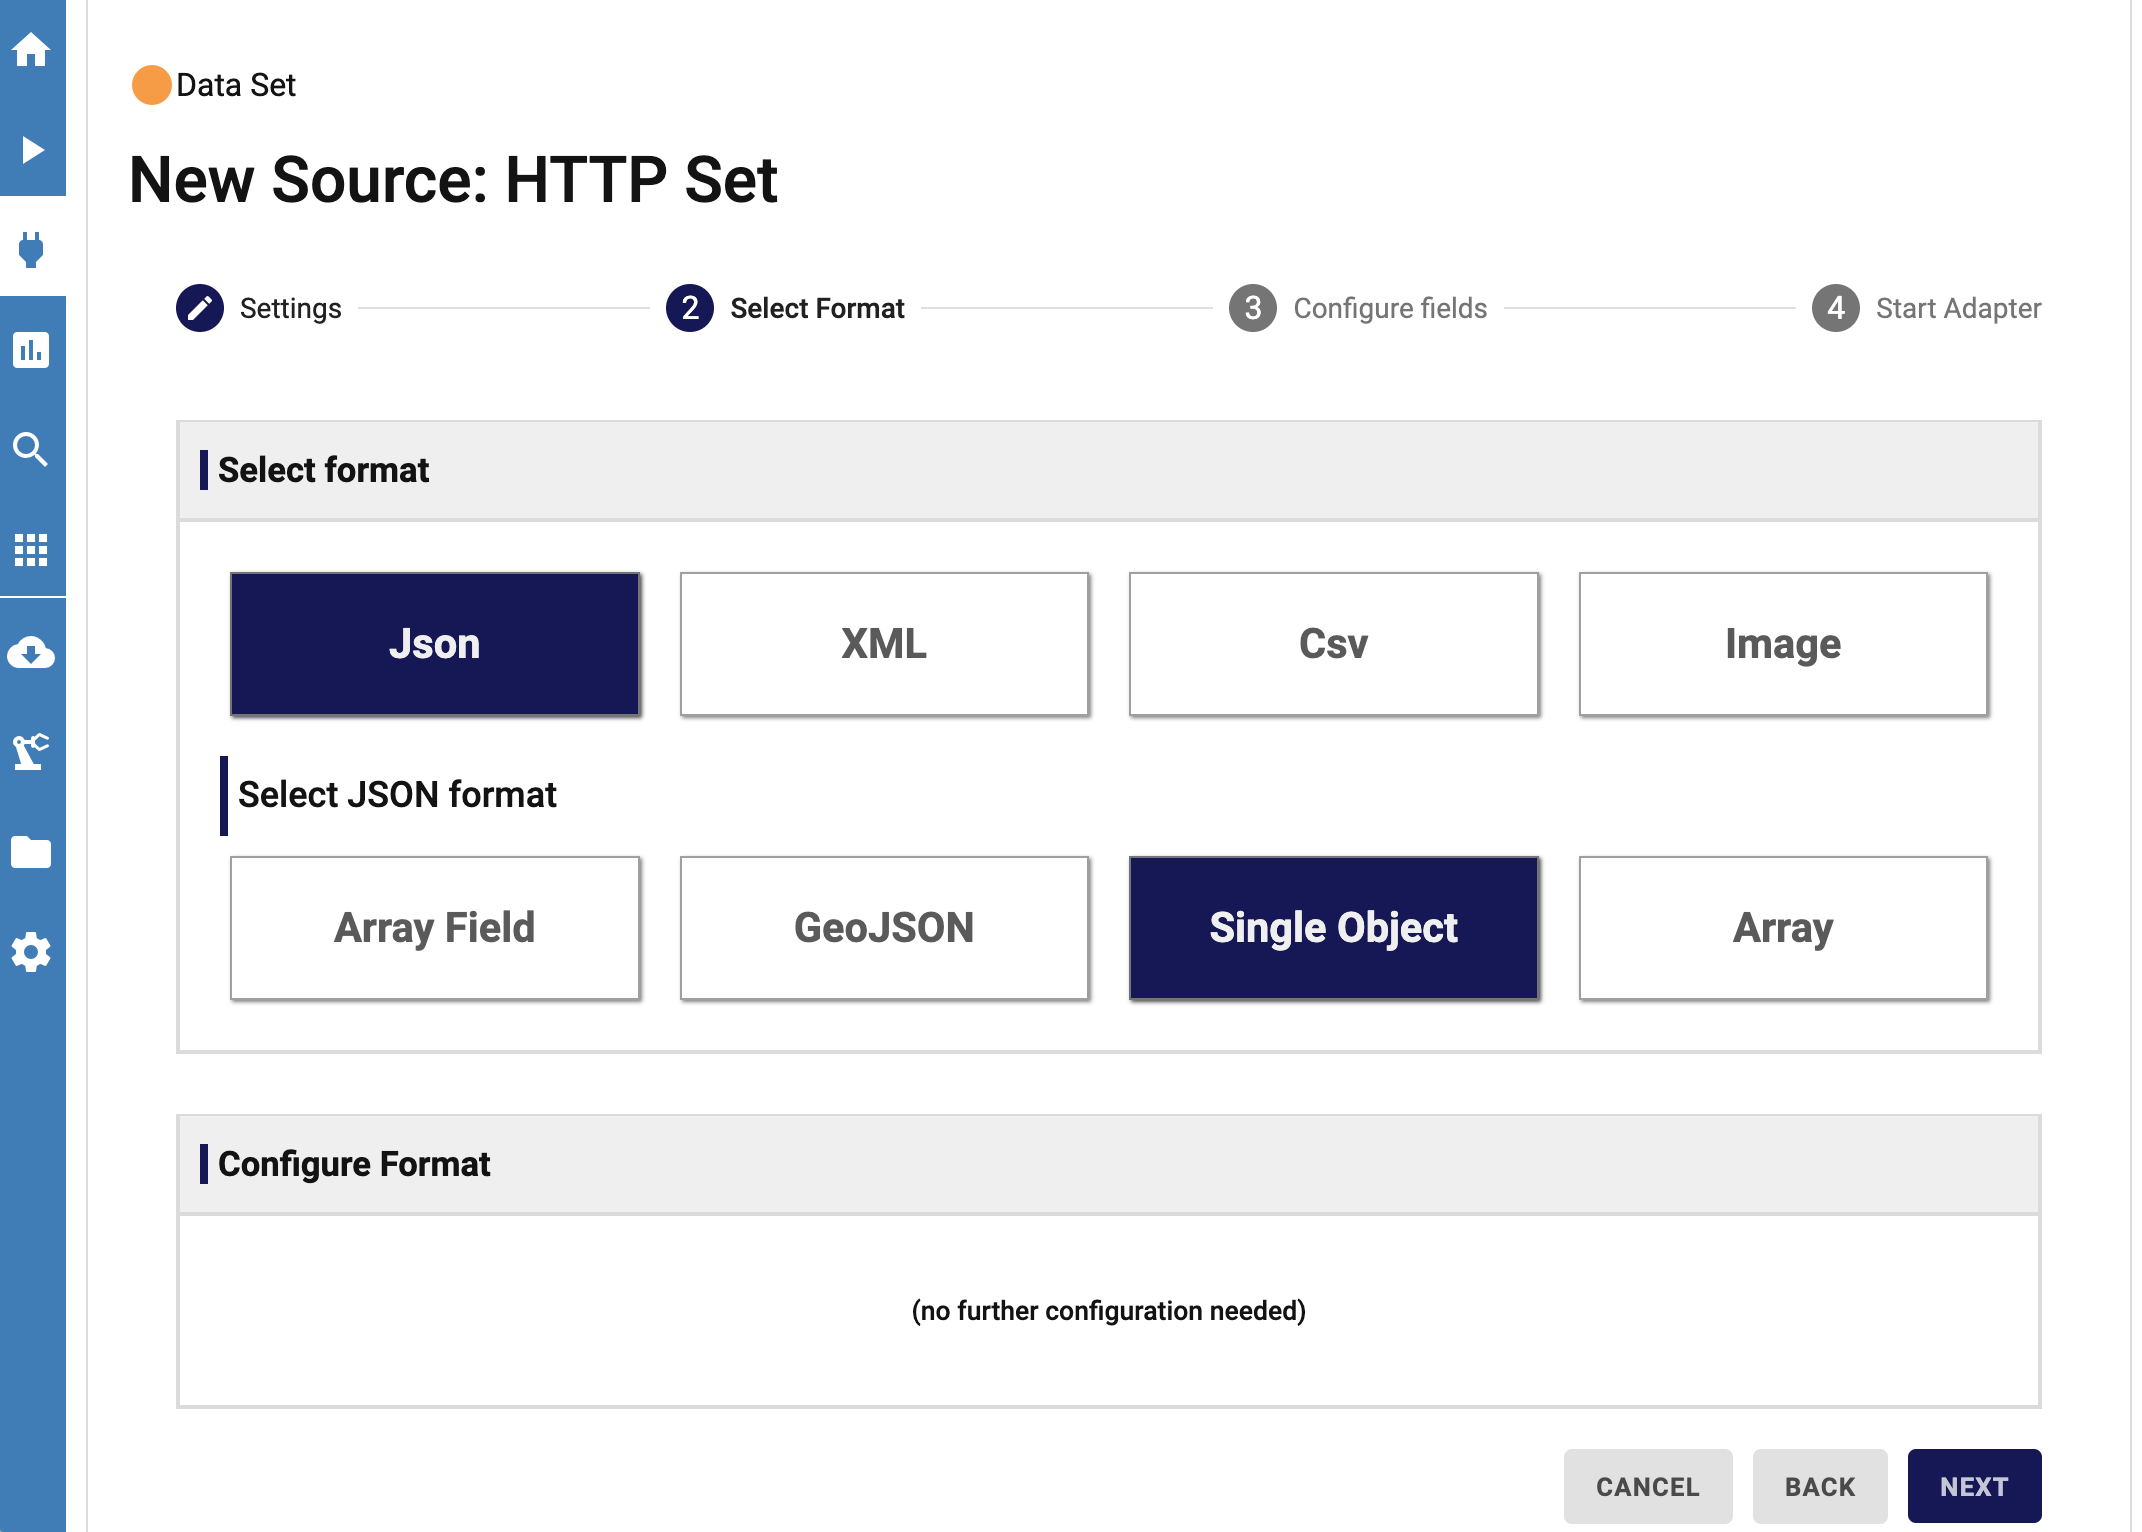 Data Set
New Source: HTTP Set
Settings
2 Select Format
3 Configure fields
4 Start Adapter
Select format
Json
XML
Csv
Image
Select JSON format
Array Field
GeoJSON
Single Object
Array
Configure Format
(no further configuration needed)
CANCEL
BACK
NEXT